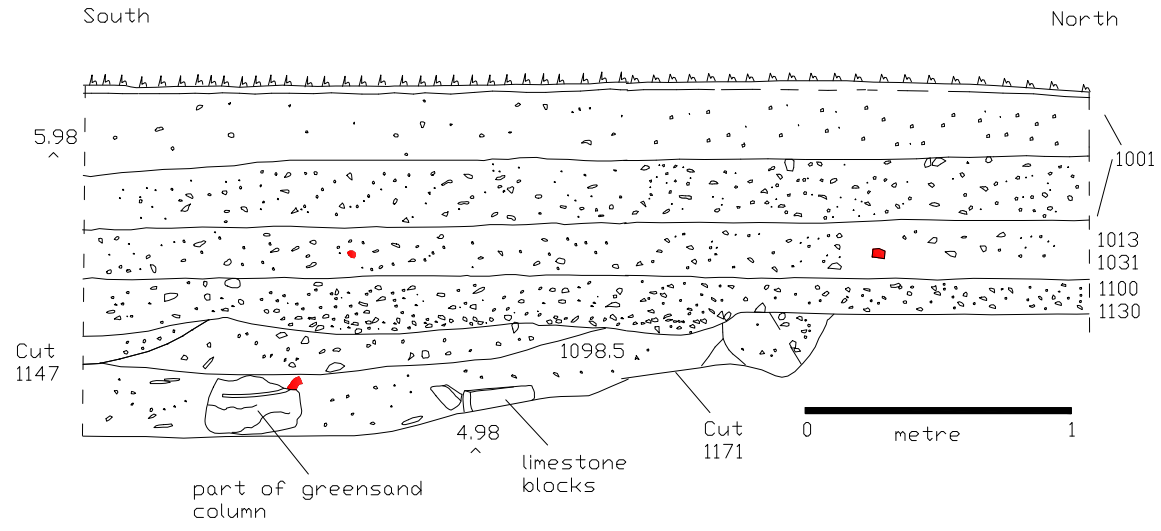 South
North
5.98
^
1001
1013
1031
1100
1130
Cut
1147
1098.5
4.98
^
Cut
1171
0 metre 1
limestone
blocks
part of greensand
column